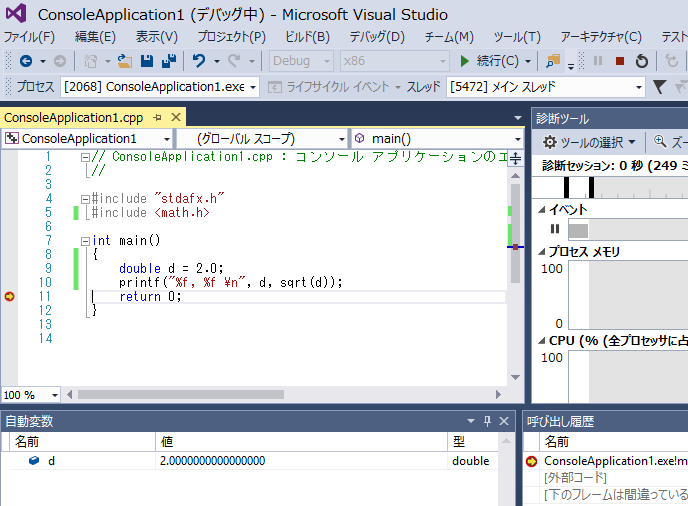 ConsoleApplication1 (デバッグ中) - Microsoft Visual Studio
ファイル(F) 編集(E) 表示(V) プロジェクト(P) ビルド(B) デバッグ(D) チーム(M) ツール(T) アーキテクチャ(C) テスト
Debug x86 続行(C)
プロセス [2068] ConsoleApplication1.exe ライフサイクル イベント スレッド [5472] メイン スレッド
ConsoleApplication1.cpp
ConsoleApplication1 (グローバル スコープ) main()
1 // ConsoleApplication1.cpp : コンソール アプリケーションのエ
2 //
3
4 #include "stdafx.h"
5 #include <math.h>
6
7 int main()
8 {
9 double d = 2.0;
10 printf("%f, %f ¥n", d, sqrt(d));
11 return 0;
12 }
13
14
100 %
診断ツール
ツールの選択 ズー
診断セッション: 0 秒 (249 ミ
イベント
プロセス メモリ
100
0
CPU (% (全プロセッサに占
100
自動変数
名前 値 型
d 2.0000000000000000 double
呼び出し履歴
名前
ConsoleApplication1.exe!m
[外部コード]
[下のフレームは間違っている